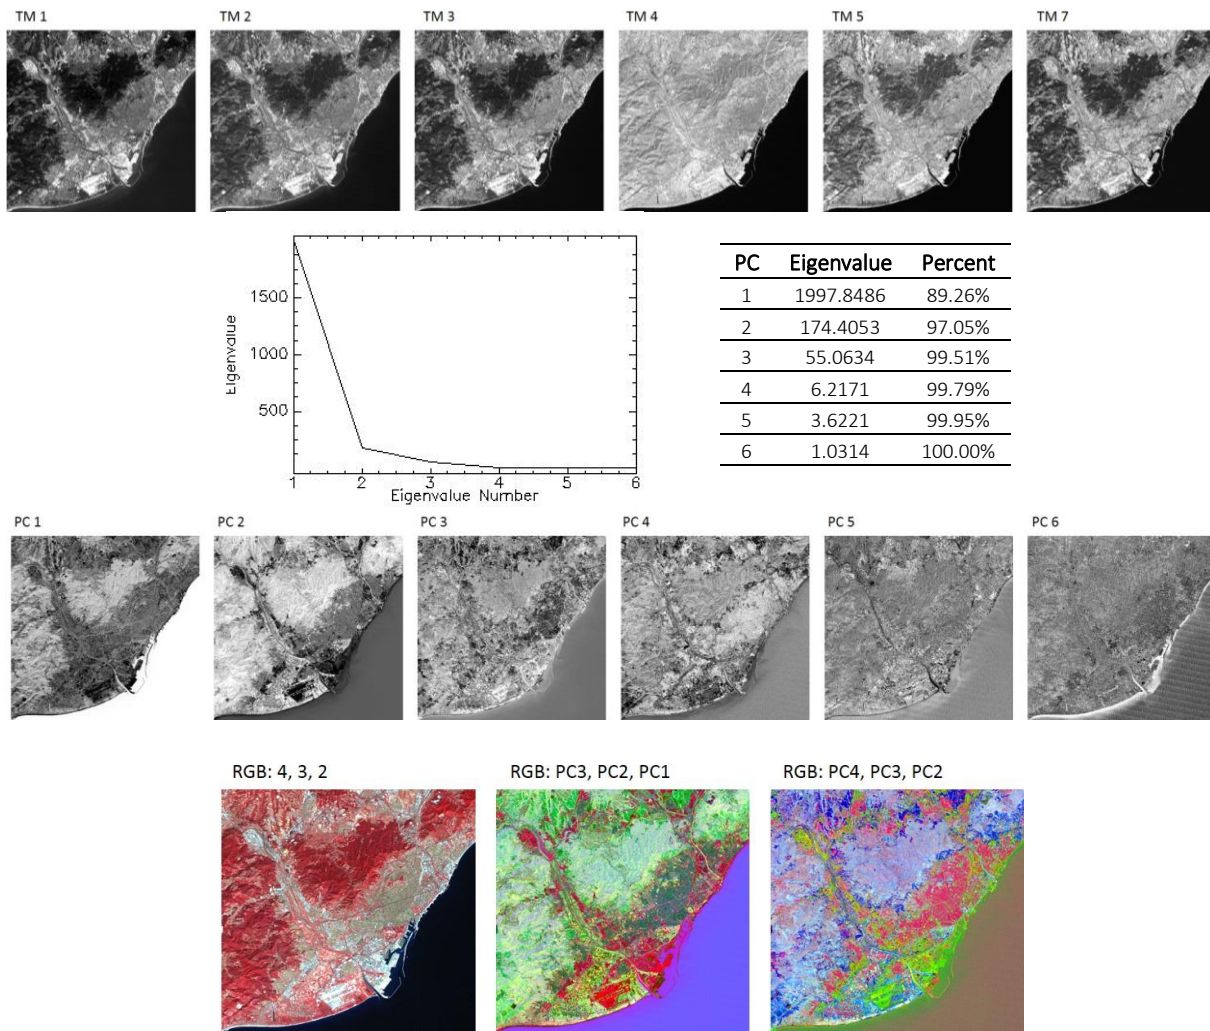 TM 1 TM 2 TM 3 TM 4 TM 5 TM 7
1500
1000
500
Eigenvalue
1 2 3 4 5 6
Eigenvalue Number
PC Eigenvalue Percent
1 1997.8486 89.26%
2 174.4053 97.05%
3 55.0634 99.51%
4 6.2171 99.79%
5 3.6221 99.95%
6 1.0314 100.00%
PC 1 PC 2 PC 3 PC 4 PC 5 PC 6
RGB: 4, 3, 2 RGB: PC3, PC2, PC1 RGB: PC4, PC3, PC2